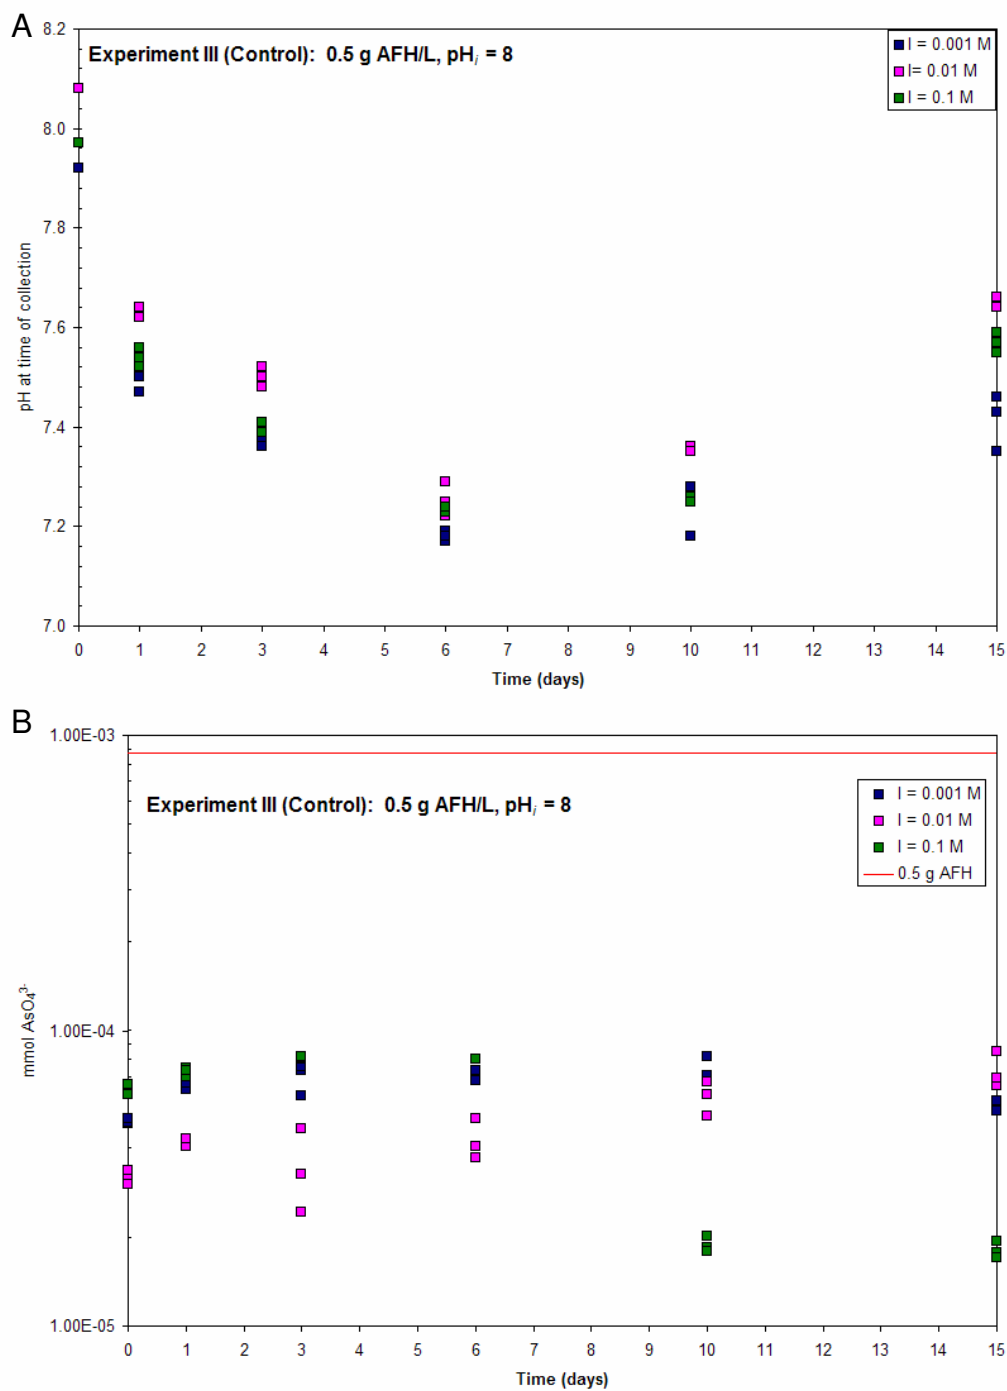 A
Experiment III (Control): 0.5 g AFH/L, pHi = 8
I = 0.001 M
I= 0.01 M
I = 0.1 M
8.2
8.0
7.8
7.6
7.4
7.2
7.0
pH at time of collection
0 1 2 3 4 5 6 7 8 9 10 11 12 13 14 15
Time (days)
B
1.00E-03
Experiment III (Control): 0.5 g AFH/L, pHi = 8
I = 0.001 M
I = 0.01 M
I = 0.1 M
0.5 g AFH
1.00E-04
1.00E-05
mmol AsO₄³⁻
0 1 2 3 4 5 6 7 8 9 10 11 12 13 14 15
Time (days)